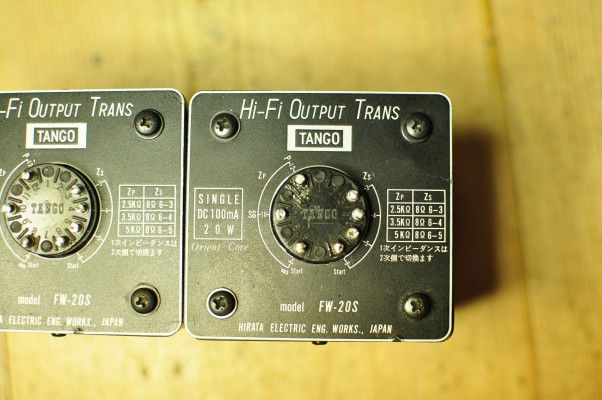 -Fi OUTPUT TRANS
TANGO
Zs
TANGO
Zp Zs
2.5KΩ 8Ω 6-3
3.5KΩ 8Ω 6-4
5KΩ 8Ω 6-5
1次インピーダンスは
2次側で切換ます
Start
model FW-20S
ATA ELECTRIC ENG. WORKS., JAPAN
Hi-Fi OUTPUT TRANS
TANGO
P
Zp
Zs
SG
TANGO
SINGLE
DC100mA
20W
Orient-Core
Zp Zs
2.5KΩ 8Ω 6-3
3.5KΩ 8Ω 6-4
5KΩ 8Ω 6-5
1次インピーダンスは
2次側で切換ます
Start
Start
model FW-20S
HIRATA ELECTRIC ENG. WORKS., JAPAN